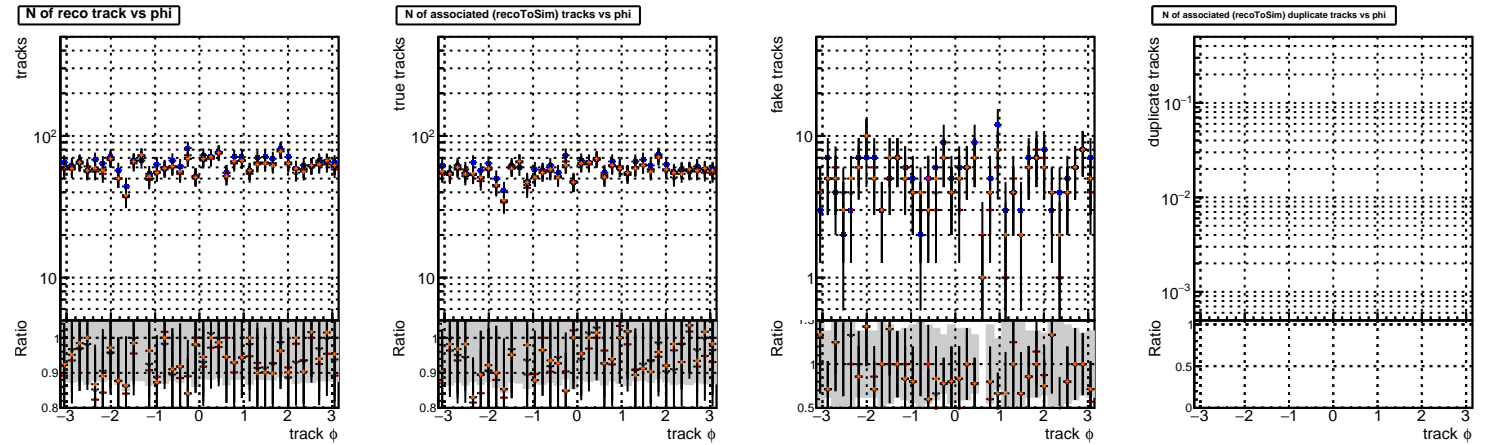 N of reco track vs phi
tracks
10²
10
Ratio
1
0.9
0.8
−3 −2 −1 0 1 2 3
track ϕ
N of associated (recoToSim) tracks vs phi
true tracks
10²
10
Ratio
1
0.9
0.8
−3 −2 −1 0 1 2 3
track ϕ
fake tracks
10
1
Ratio
1.5
1
0.5
−3 −2 −1 0 1 2 3
track ϕ
N of associated (recoToSim) duplicate tracks vs phi
duplicate tracks
10⁻¹
10⁻²
10⁻³
Ratio
1
0.5
0
−3 −2 −1 0 1 2 3
track ϕ